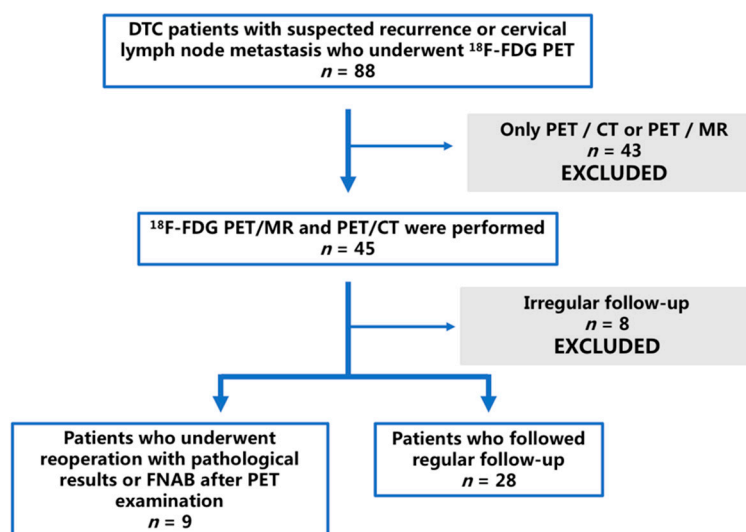 DTC patients with suspected recurrence or cervical
lymph node metastasis who underwent ¹⁸F-FDG PET
n = 88
Only PET / CT or PET / MR
n = 43
EXCLUDED
¹⁸F-FDG PET/MR and PET/CT were performed
n = 45
Irregular follow-up
n = 8
EXCLUDED
Patients who underwent
reoperation with pathological
results or FNAB after PET
examination
n = 9
Patients who followed
regular follow-up
n = 28